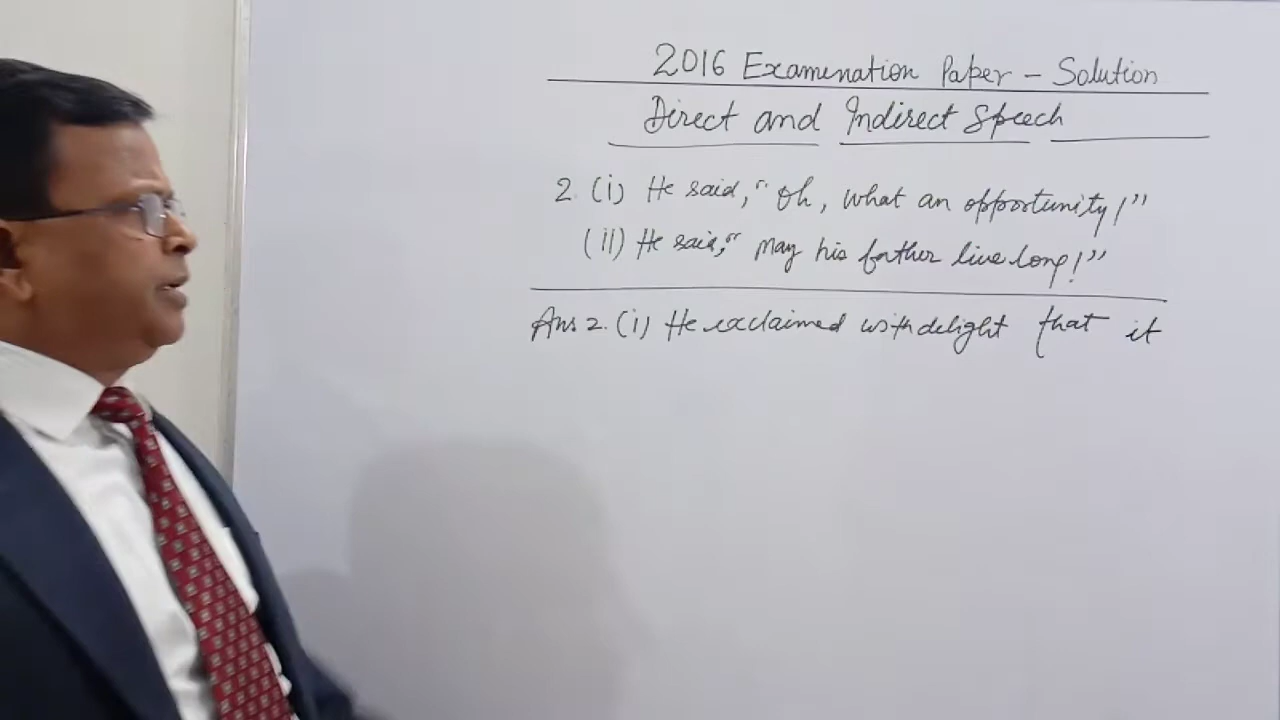 2016 Examenation Paper - Solution
Direct and Indirect Speech
2. (i) He said, "Oh, what an opportunity!"
(ii) He said, "May his father live long!"
Ans 2. (i) He exclaimed with delight that it